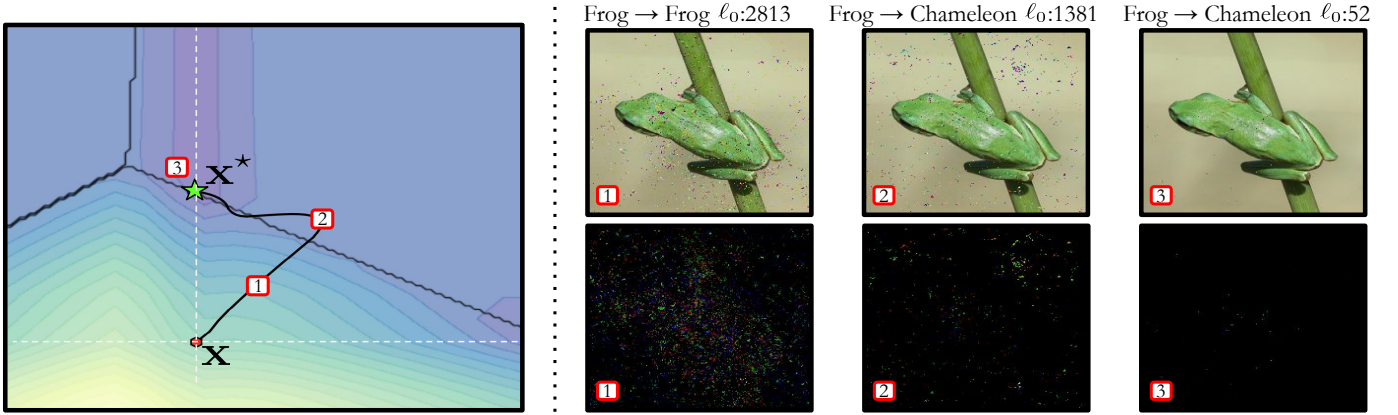 Frog → Frog ℓ₀:2813
Frog → Chameleon ℓ₀:1381
Frog → Chameleon ℓ₀:52
3
x★
2
1
x
1
2
3
1
2
3